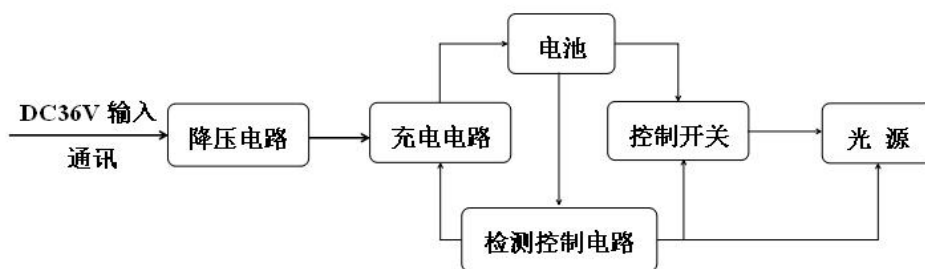 电池
DC36V 输入
通讯
降压电路
充电电路
控制开关
光 源
检测控制电路